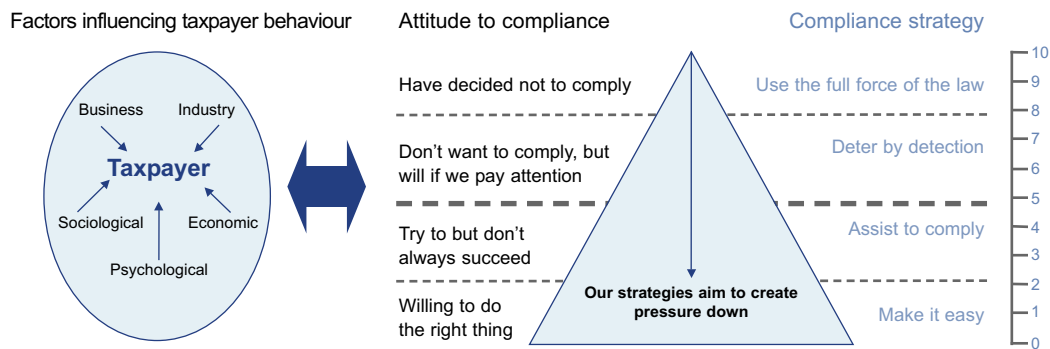 Factors influencing taxpayer behaviour
Business
Industry
Taxpayer
Sociological
Economic
Psychological
Attitude to compliance
Compliance strategy
Have decided not to comply
Use the full force of the law
Don't want to comply, but
will if we pay attention
Deter by detection
Try to but don't
always succeed
Assist to comply
Willing to do
the right thing
Make it easy
Our strategies aim to create
pressure down
10
9
8
7
6
5
4
3
2
1
0